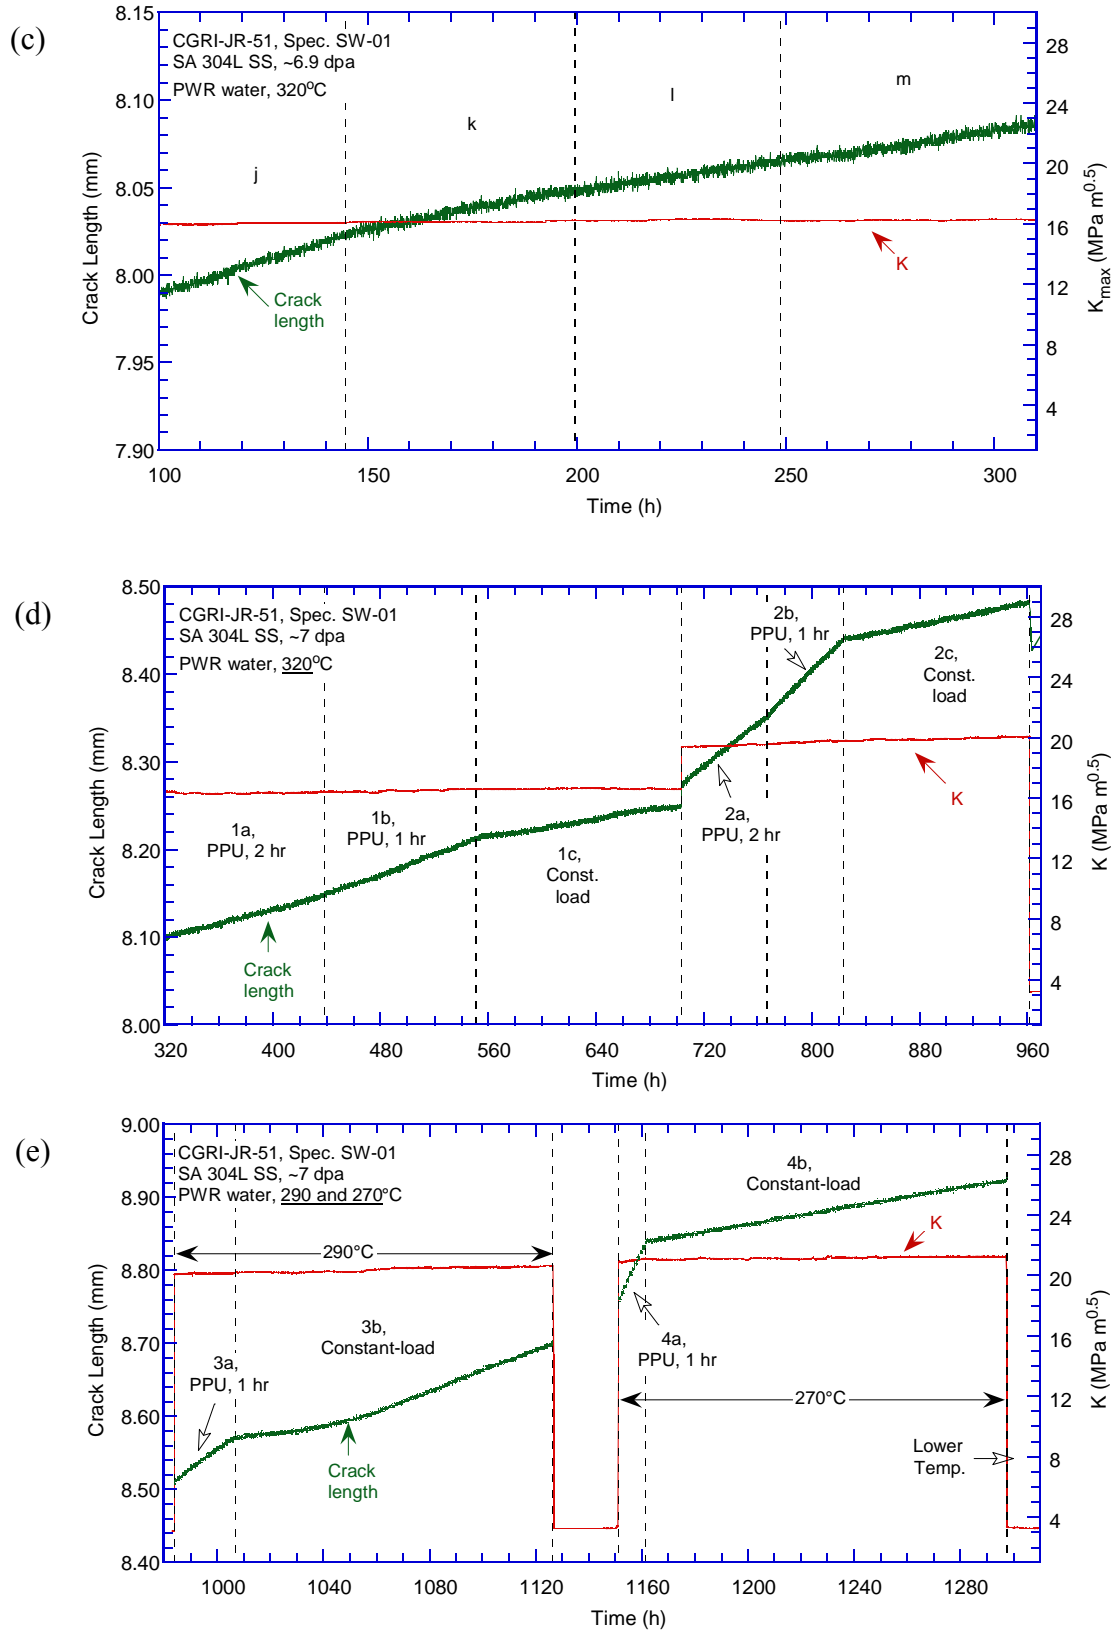 (c)
8.15
8.10
8.05
8.00
7.95
7.90
Crack Length (mm)
CGRI-JR-51, Spec. SW-01
SA 304L SS, ~6.9 dpa
PWR water, 320°C
j
k
l
m
Crack
length
K
28
24
20
16
12
8
4
K_max (MPa m^0.5)
100
150
200
250
300
Time (h)
(d)
8.50
8.40
8.30
8.20
8.10
8.00
Crack Length (mm)
CGRI-JR-51, Spec. SW-01
SA 304L SS, ~7 dpa
PWR water, 320°C
1a,
PPU, 2 hr
1b,
PPU, 1 hr
1c,
Const.
load
2a,
PPU, 2 hr
2b,
PPU, 1 hr
2c,
Const.
load
Crack
length
K
28
24
20
16
12
8
4
K (MPa m^0.5)
320
400
480
560
640
720
800
880
960
Time (h)
(e)
9.00
8.90
8.80
8.70
8.60
8.50
8.40
Crack Length (mm)
CGRI-JR-51, Spec. SW-01
SA 304L SS, ~7 dpa
PWR water, 290 and 270°C
290°C
3a,
PPU, 1 hr
3b,
Constant-load
Crack
length
4a,
PPU, 1 hr
4b,
Constant-load
K
270°C
Lower
Temp.
28
24
20
16
12
8
4
K (MPa m^0.5)
1000
1040
1080
1120
1160
1200
1240
1280
Time (h)